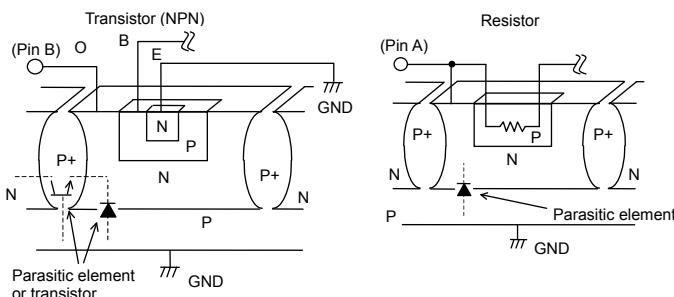 Transistor (NPN)
(Pin B)
O
B
E
GND
N
P
P+
N
P+
N
N
P
GND
Parasitic element
or transistor
Resistor
(Pin A)
P
N
P+
P+
N
N
Parasitic element
P
GND